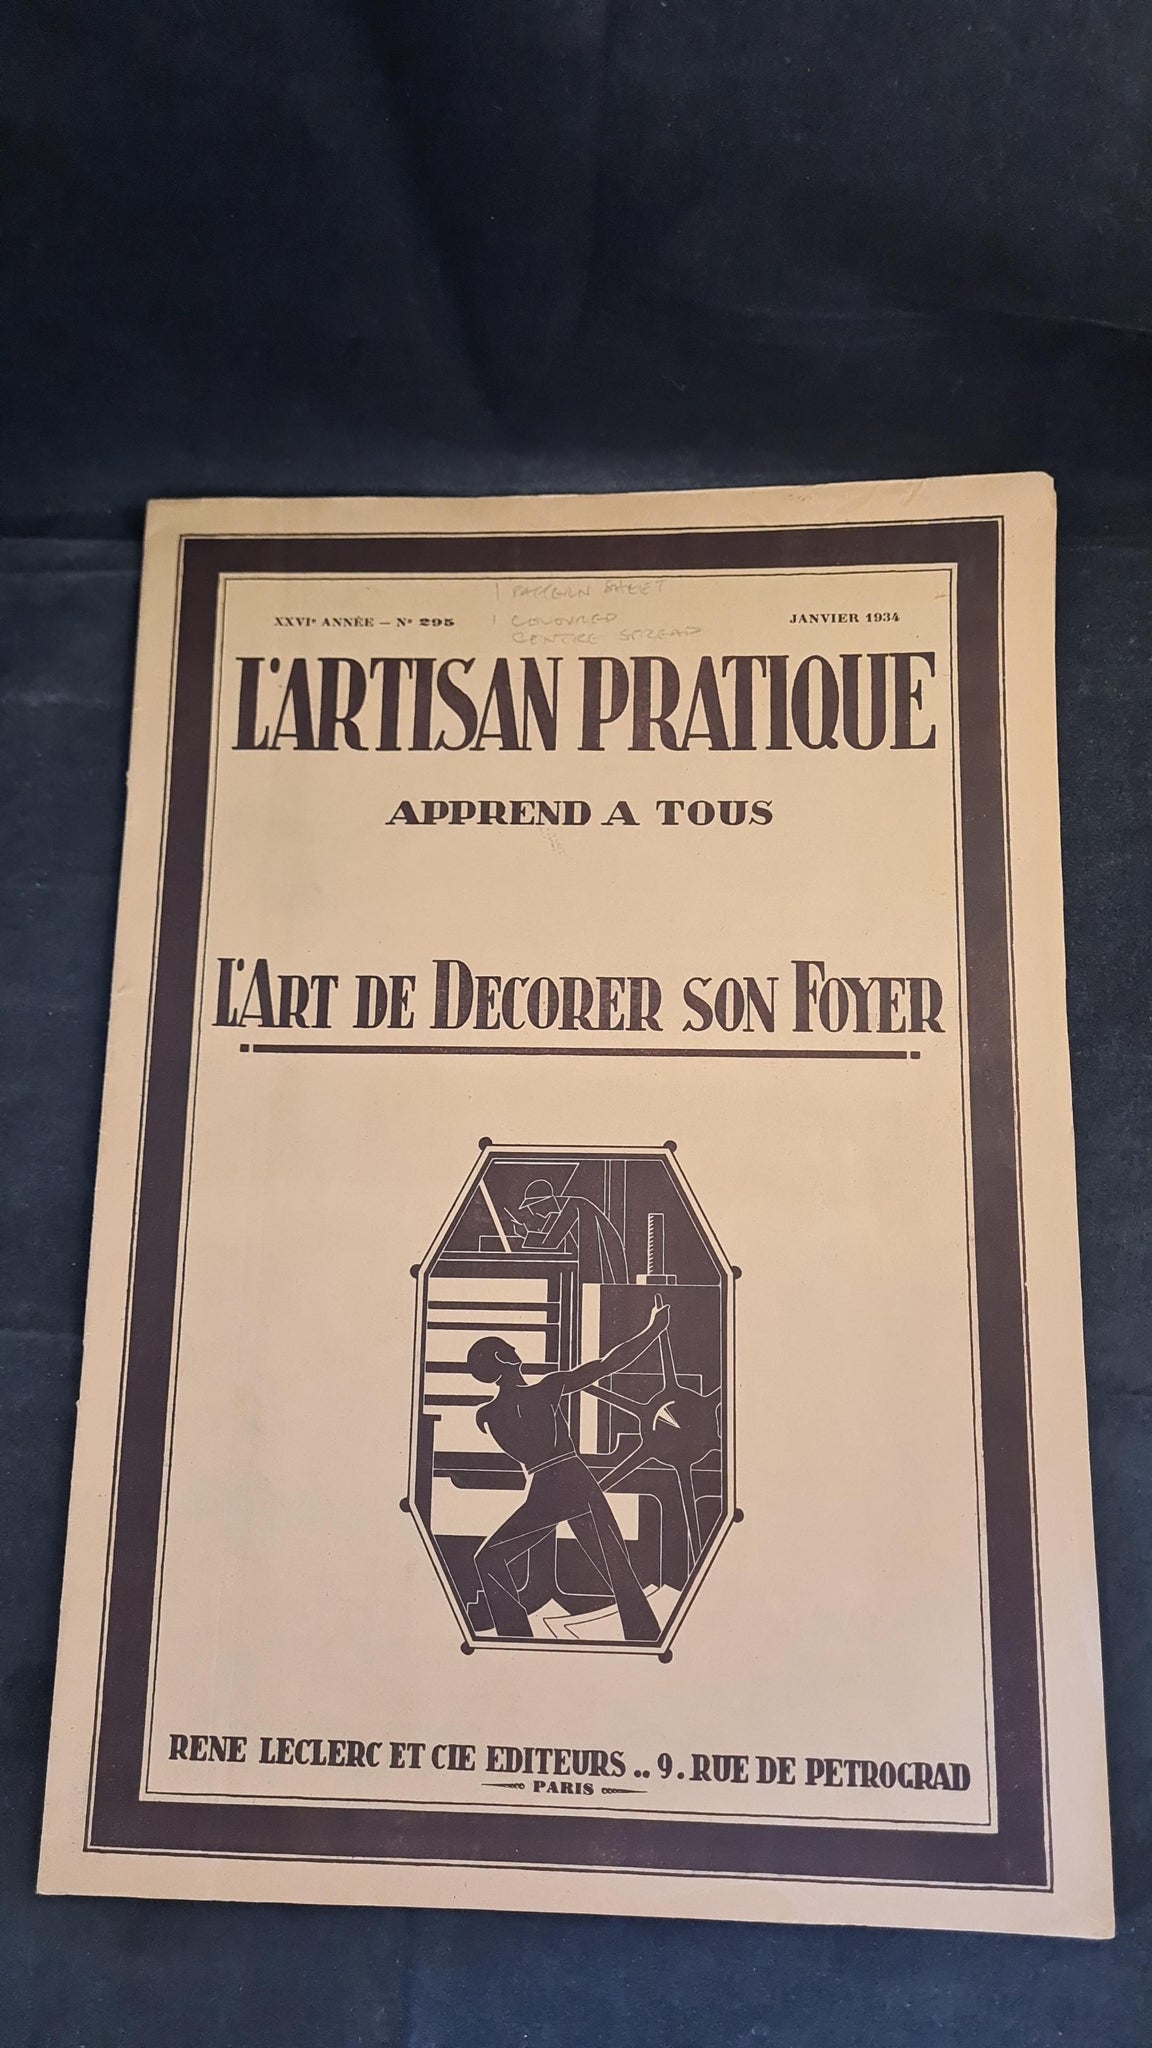 1 PATTERN SHEET
XXVIᵉ ANNÉE – Nº 295
1 COLOURED
JANVIER 1934
CENTRE SPREAD
L'ARTISAN PRATIQUE
APPREND A TOUS
L'ART DE DECORER SON FOYER
RENE LECLERC ET CIE EDITEURS .. 9. RUE DE PETROGRAD
PARIS